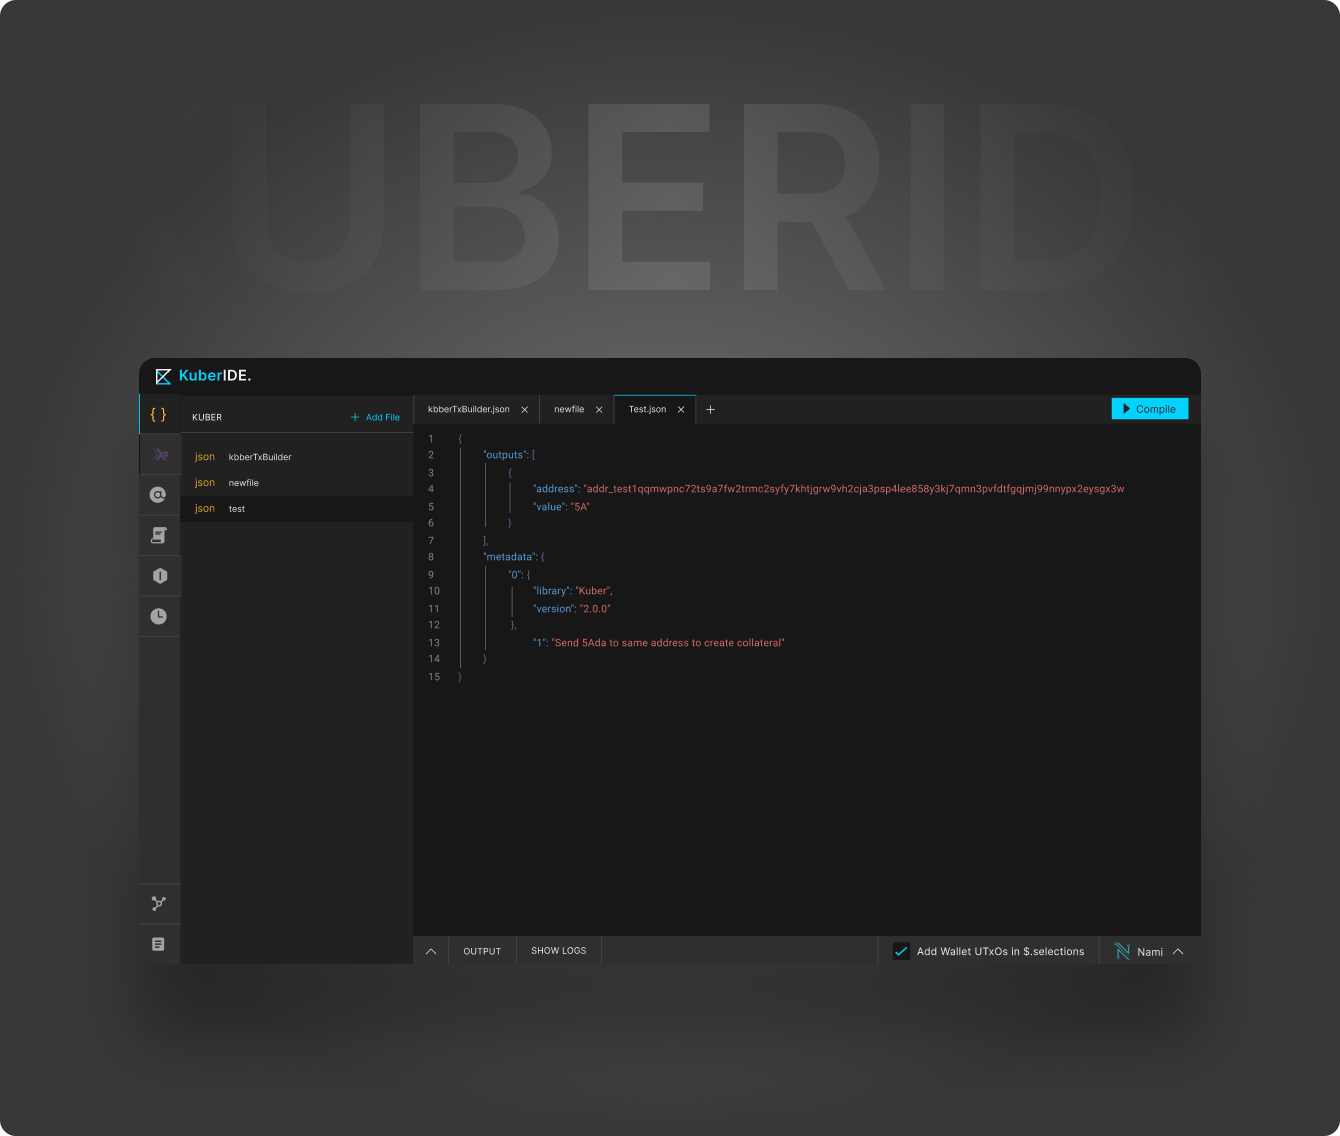 KUBERIDE
KuberIDE.
KUBER
+ Add File
json kbberTxBuilder
json newfile
json test
kbberTxBuilder.json
newfile
Test.json
Compile
1 {
2 "outputs": [
3 {
4 "address": "addr_test1qqmwpnc72ts9a7fw2trmc2syfy7khtjgrw9vh2cja3psp4lee858y3kj7qmn3pvfdtfgqjmj99nnypx2eysgx3w
5 "value": "5A"
6 }
7 ],
8 "metadata": {
9 "0": {
10 "library": "Kuber",
11 "version": "2.0.0"
12 },
13 "1": "Send 5Ada to same address to create collateral"
14 }
15 }
OUTPUT
SHOW LOGS
Add Wallet UTxOs in $.selections
Nami